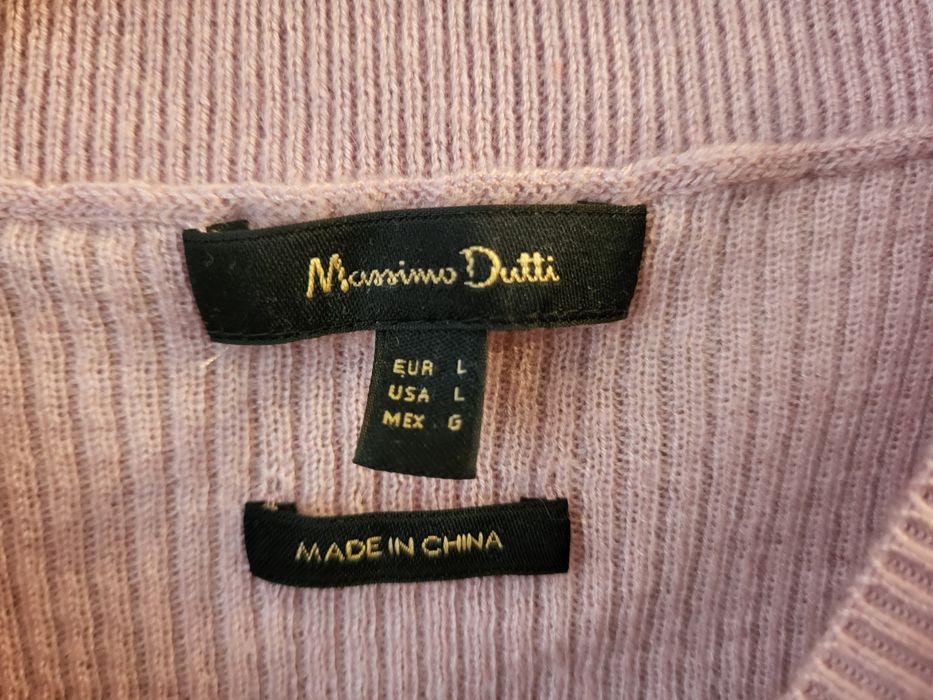 Massimo Dutti
EUR L
USA L
MEX G
MADE IN CHINA